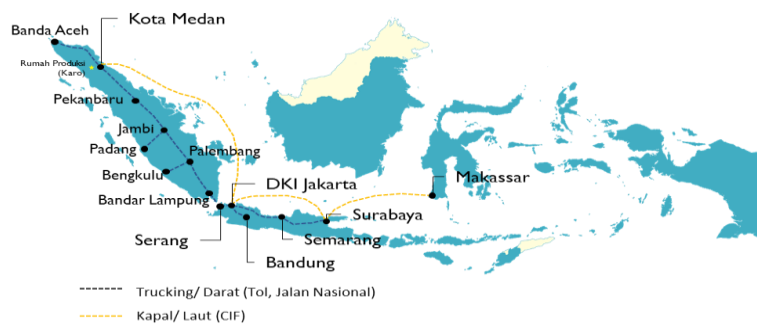 Kota Medan
Banda Aceh
Rumah Produksi
(Karo)
Pekanbaru
Jambi
Padang
Palembang
Bengkulu
DKI Jakarta
Makassar
Bandar Lampung
Surabaya
Serang
Semarang
Bandung
Trucking/ Darat (Tol, Jalan Nasional)
Kapal/ Laut (CIF)